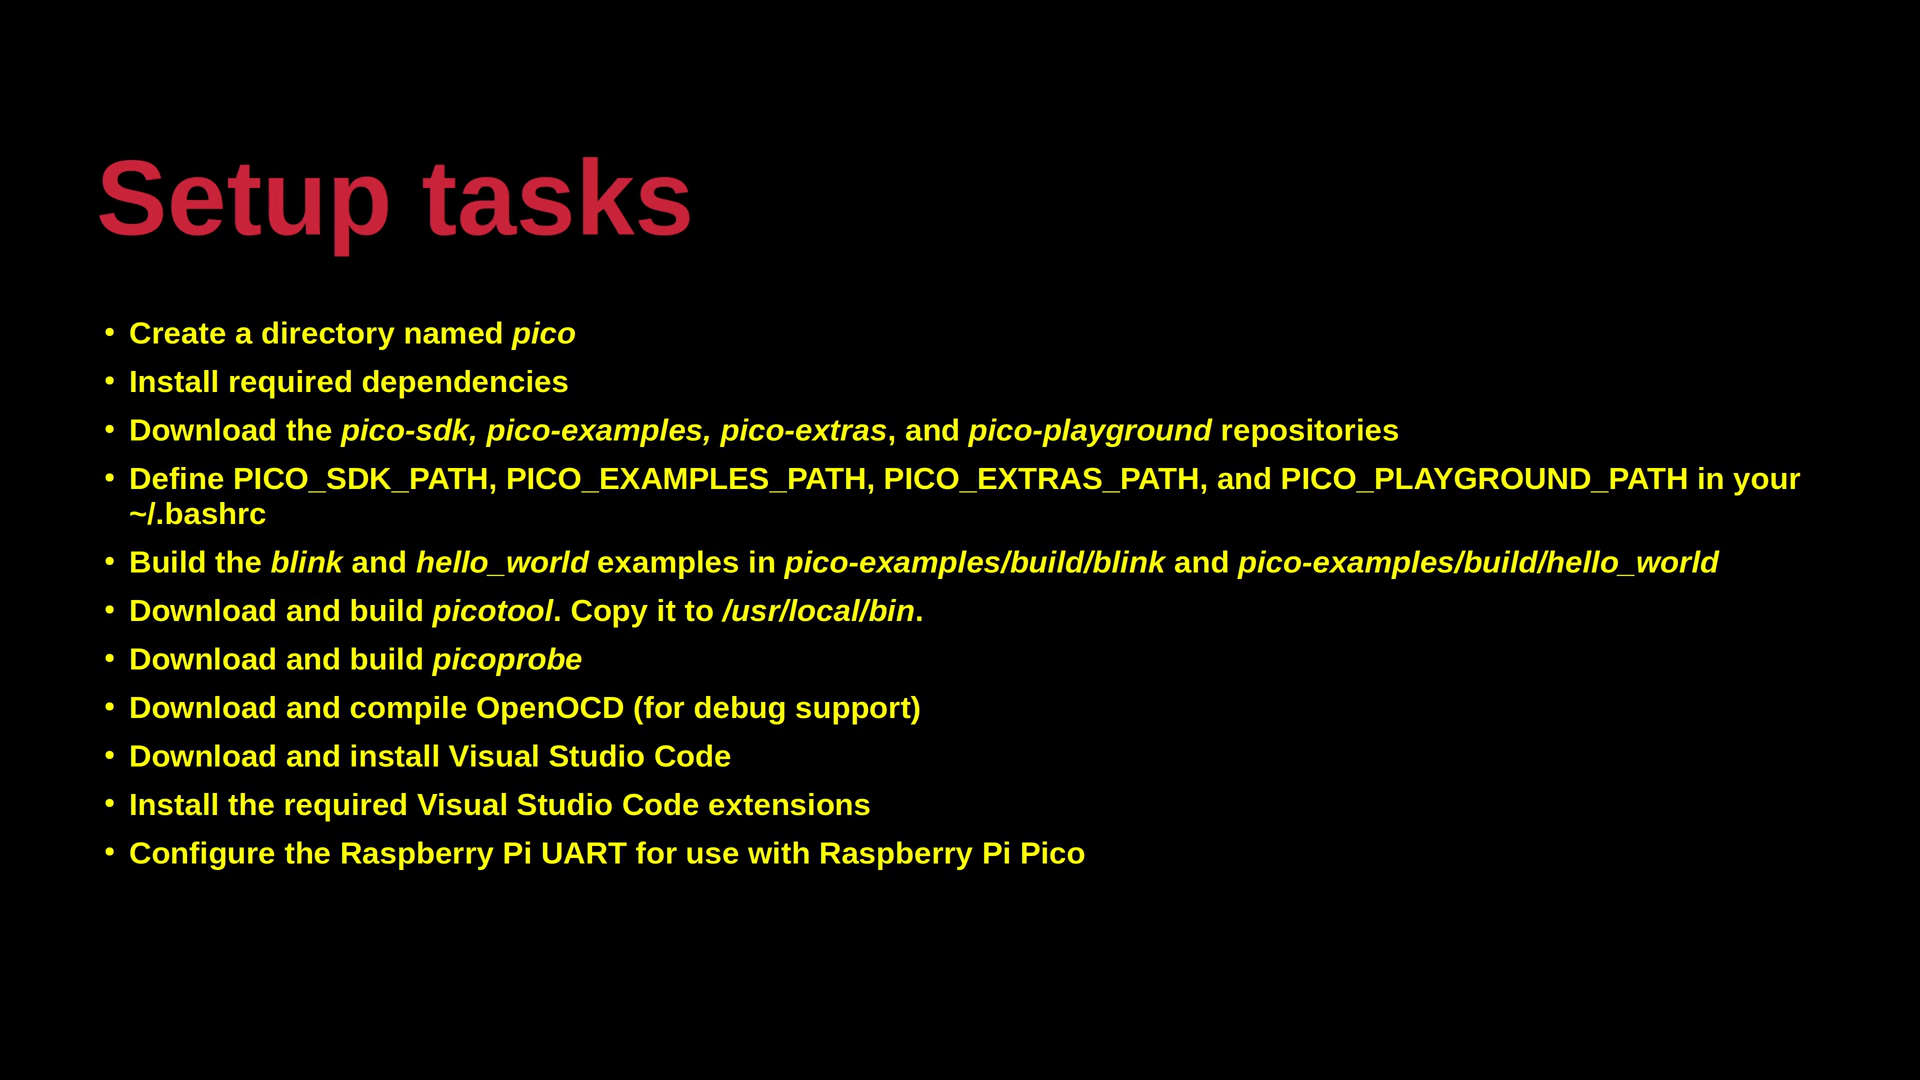 Setup tasks
• Create a directory named pico
• Install required dependencies
• Download the pico-sdk, pico-examples, pico-extras, and pico-playground repositories
• Define PICO_SDK_PATH, PICO_EXAMPLES_PATH, PICO_EXTRAS_PATH, and PICO_PLAYGROUND_PATH in your
~/.bashrc
• Build the blink and hello_world examples in pico-examples/build/blink and pico-examples/build/hello_world
• Download and build picotool. Copy it to /usr/local/bin.
• Download and build picoprobe
• Download and compile OpenOCD (for debug support)
• Download and install Visual Studio Code
• Install the required Visual Studio Code extensions
• Configure the Raspberry Pi UART for use with Raspberry Pi Pico